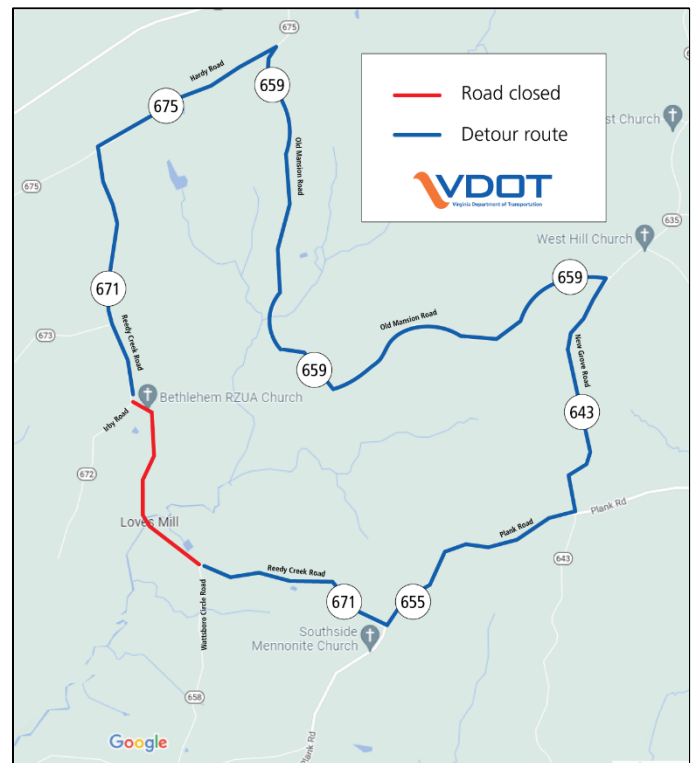 675
Hardy Road
659
675
Road closed
Detour route
VDOT
Virginia Department of Transportation
st Church
Old Mansion Road
675
635
West Hill Church
659
671
Reedy Creek Road
673
Old Mansion Road
New Grove Road
659
Bethlehem RZUA Church
Irby Road
643
672
Loves Mill
Plank Road
Plank Rd
643
Reedy Creek Road
671
655
Wattsboro Circle Road
Southside
Mennonite Church
658
Plank Rd
Google